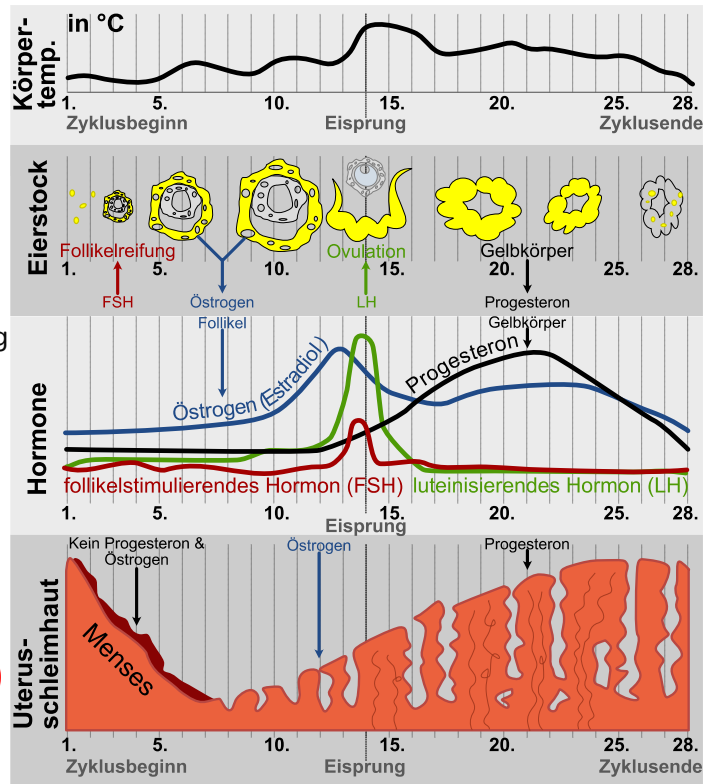 in °C
Körper-
temp.
1. 5. 10. 15. 20. 25. 28.
Zyklusbeginn Eisprung Zyklusende
Eierstock
Follikelreifung Ovulation Gelbkörper
1. 5. 10. 15. 20. 25. 28.
FSH Östrogen LH Progesteron
Follikel Gelbkörper
g
Hormone
Östrogen (Estradiol)
Progesteron
follikelstimulierendes Hormon (FSH) luteinisierendes Hormon (LH)
1. 5. 10. 15. 20. 25. 28.
Eisprung
Uterus-
schleimhaut
Kein Progesteron &
Östrogen
Östrogen
Progesteron
Menses
)
1. 5. 10. 15. 20. 25. 28.
Zyklusbeginn Eisprung Zyklusende